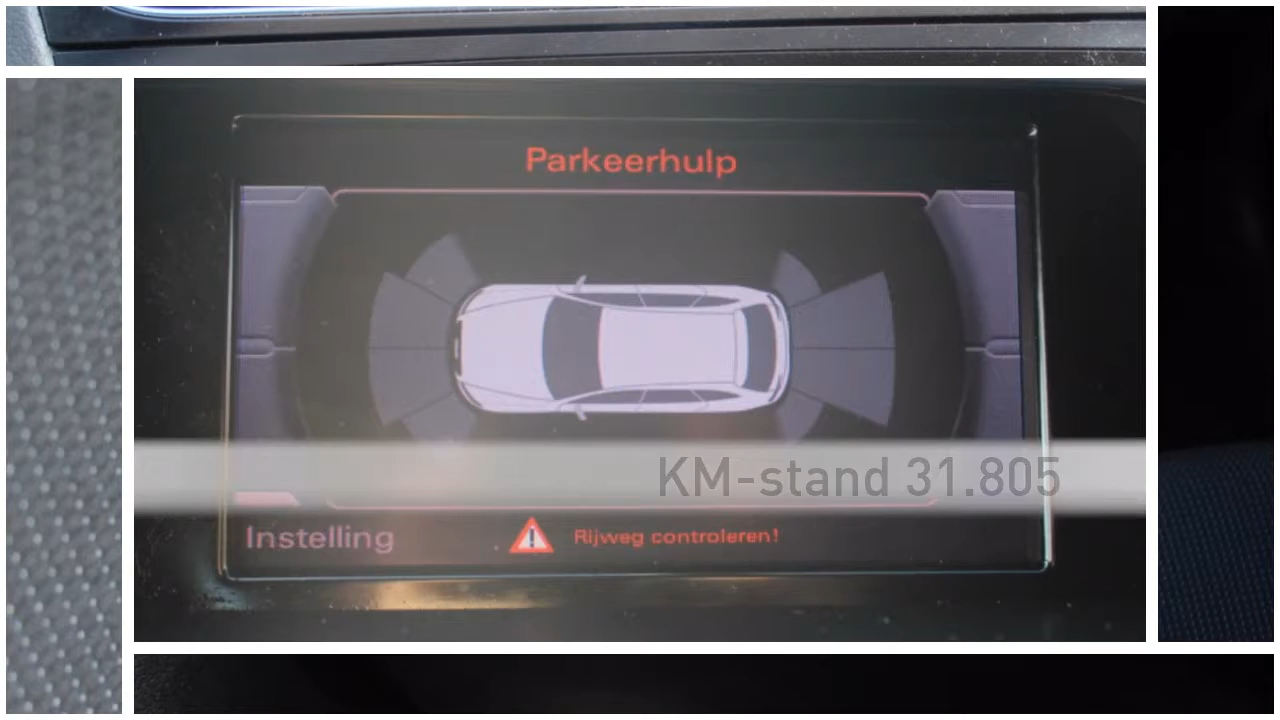 Parkeerhulp
KM-stand 31.805
Instelling
Rijweg controleren!